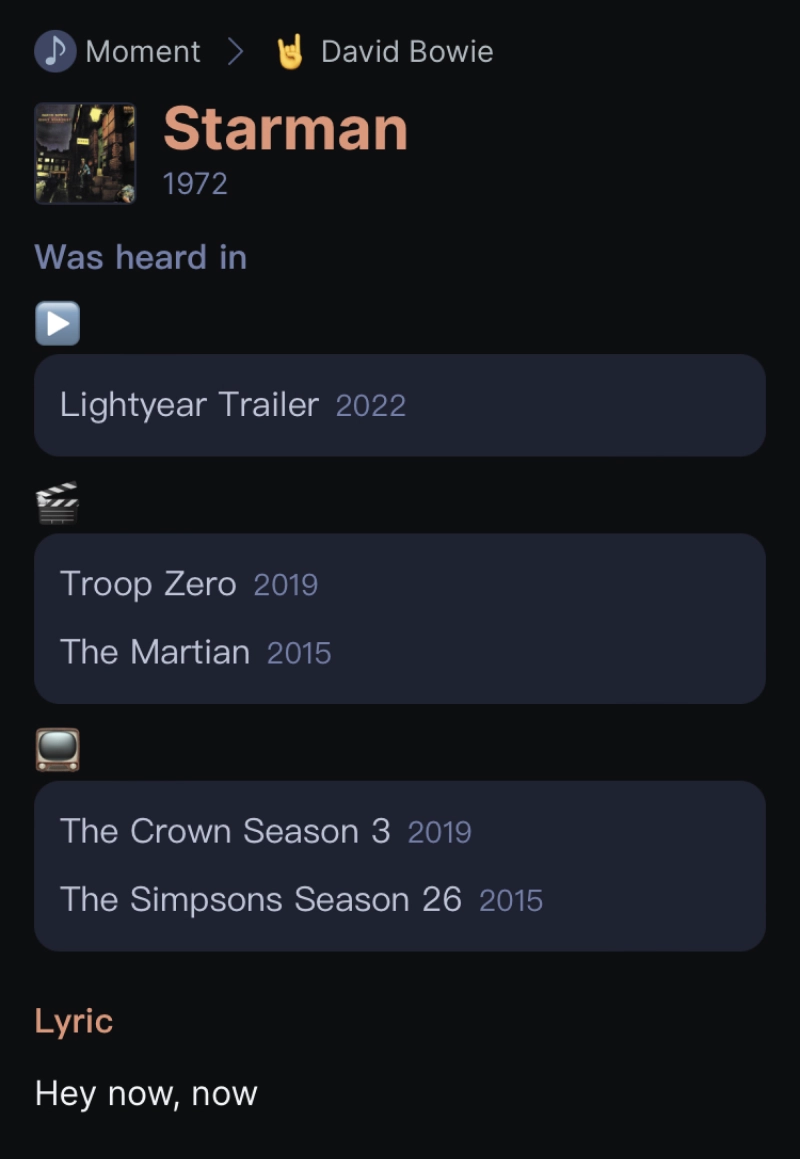 Moment > David Bowie
Starman
1972
Was heard in
Lightyear Trailer 2022
Troop Zero 2019
The Martian 2015
The Crown Season 3 2019
The Simpsons Season 26 2015
Lyric
Hey now, now